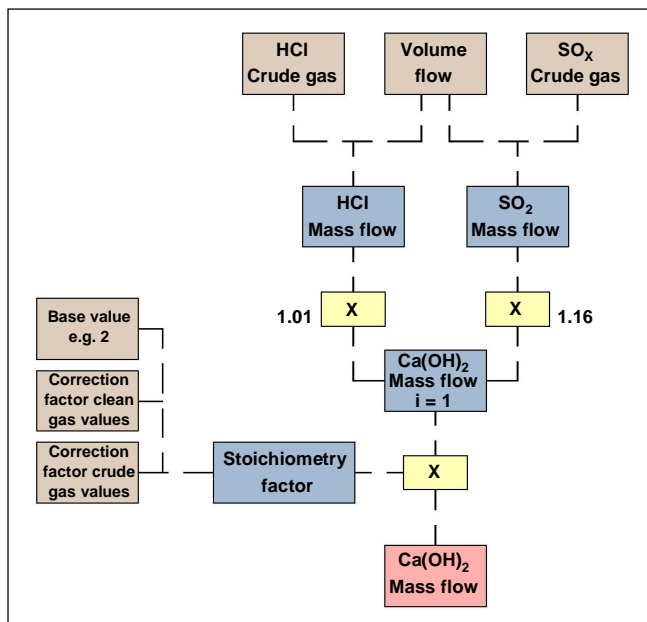 HCl
Crude gas
Volume
flow
SOX
Crude gas
HCl
Mass flow
SO2
Mass flow
1.01
X
X
1.16
Base value
e.g. 2
Ca(OH)2
Mass flow
i = 1
Correction
factor clean
gas values
Correction
factor crude
gas values
Stoichiometry
factor
X
Ca(OH)2
Mass flow